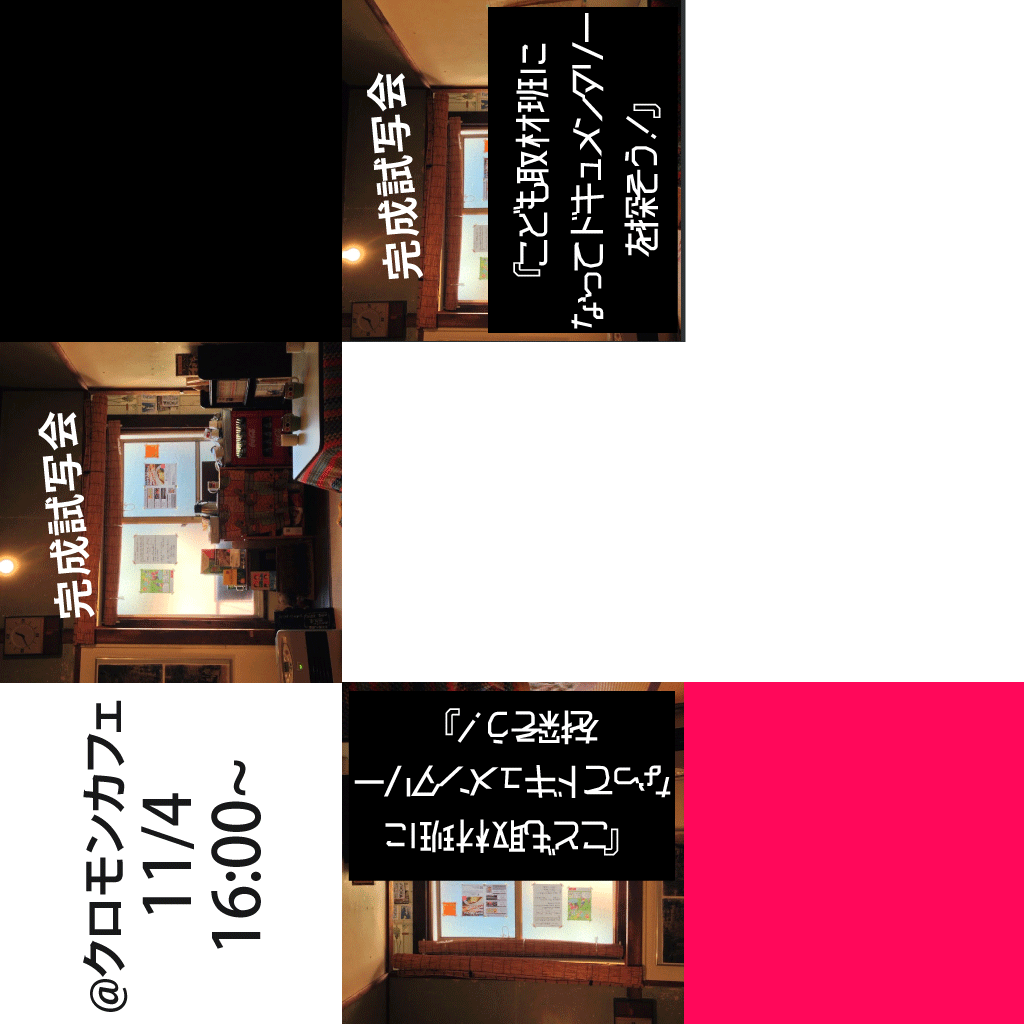 完成試写会
『こども取材班に
なってドキュメンタリー
を探そう!』
完成試写会
@クロモンカフェ
11/4
16:00~
『こども取材班に
なってドキュメンタリー
を探そう!』